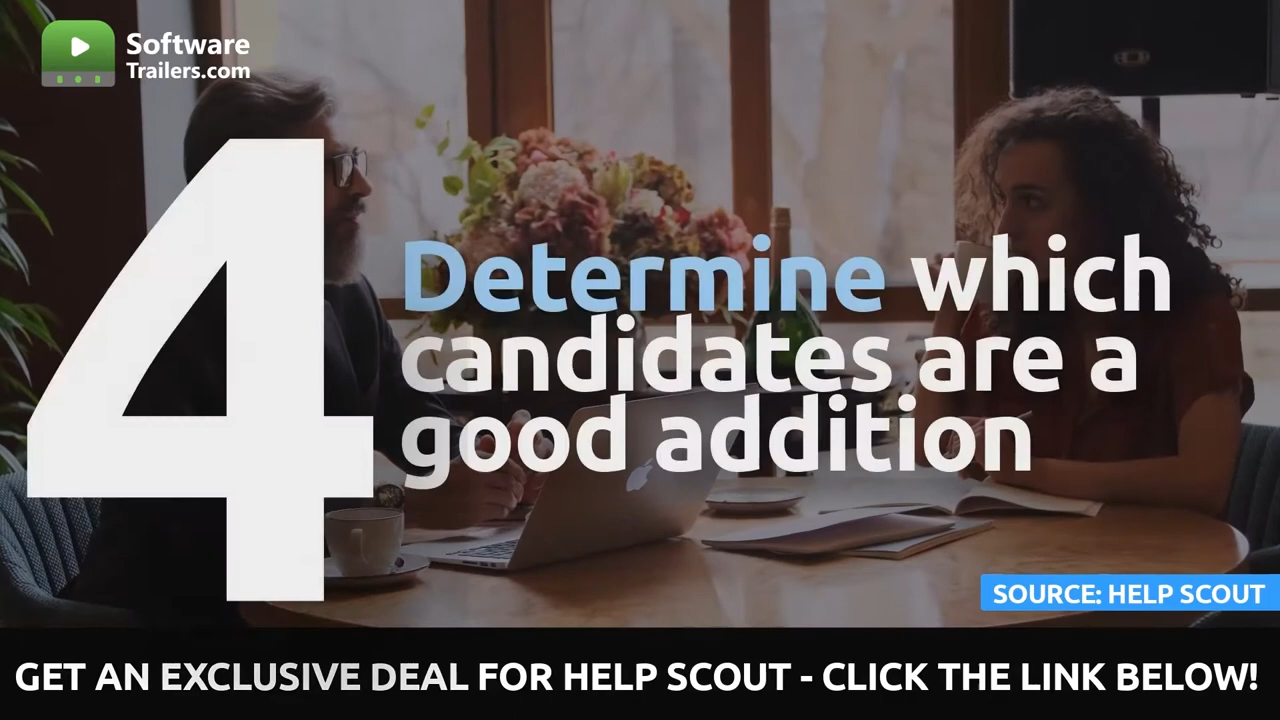 Software
Trailers.com
4
Determine which
candidates are a
good addition
SOURCE: HELP SCOUT
GET AN EXCLUSIVE DEAL FOR HELP SCOUT - CLICK THE LINK BELOW!